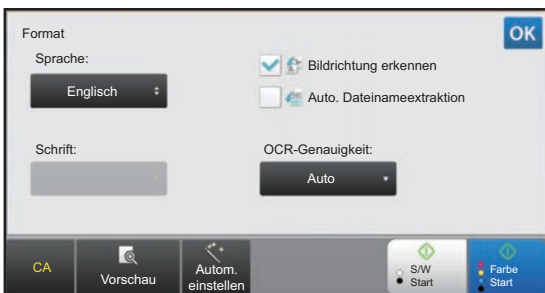 Format
OK
Sprache:
Bildrichtung erkennen
Englisch
Auto. Dateinameextraktion
Schrift:
OCR-Genauigkeit:
Auto
CA
Vorschau
Autom.
einstellen
S/W
Start
Farbe
Start